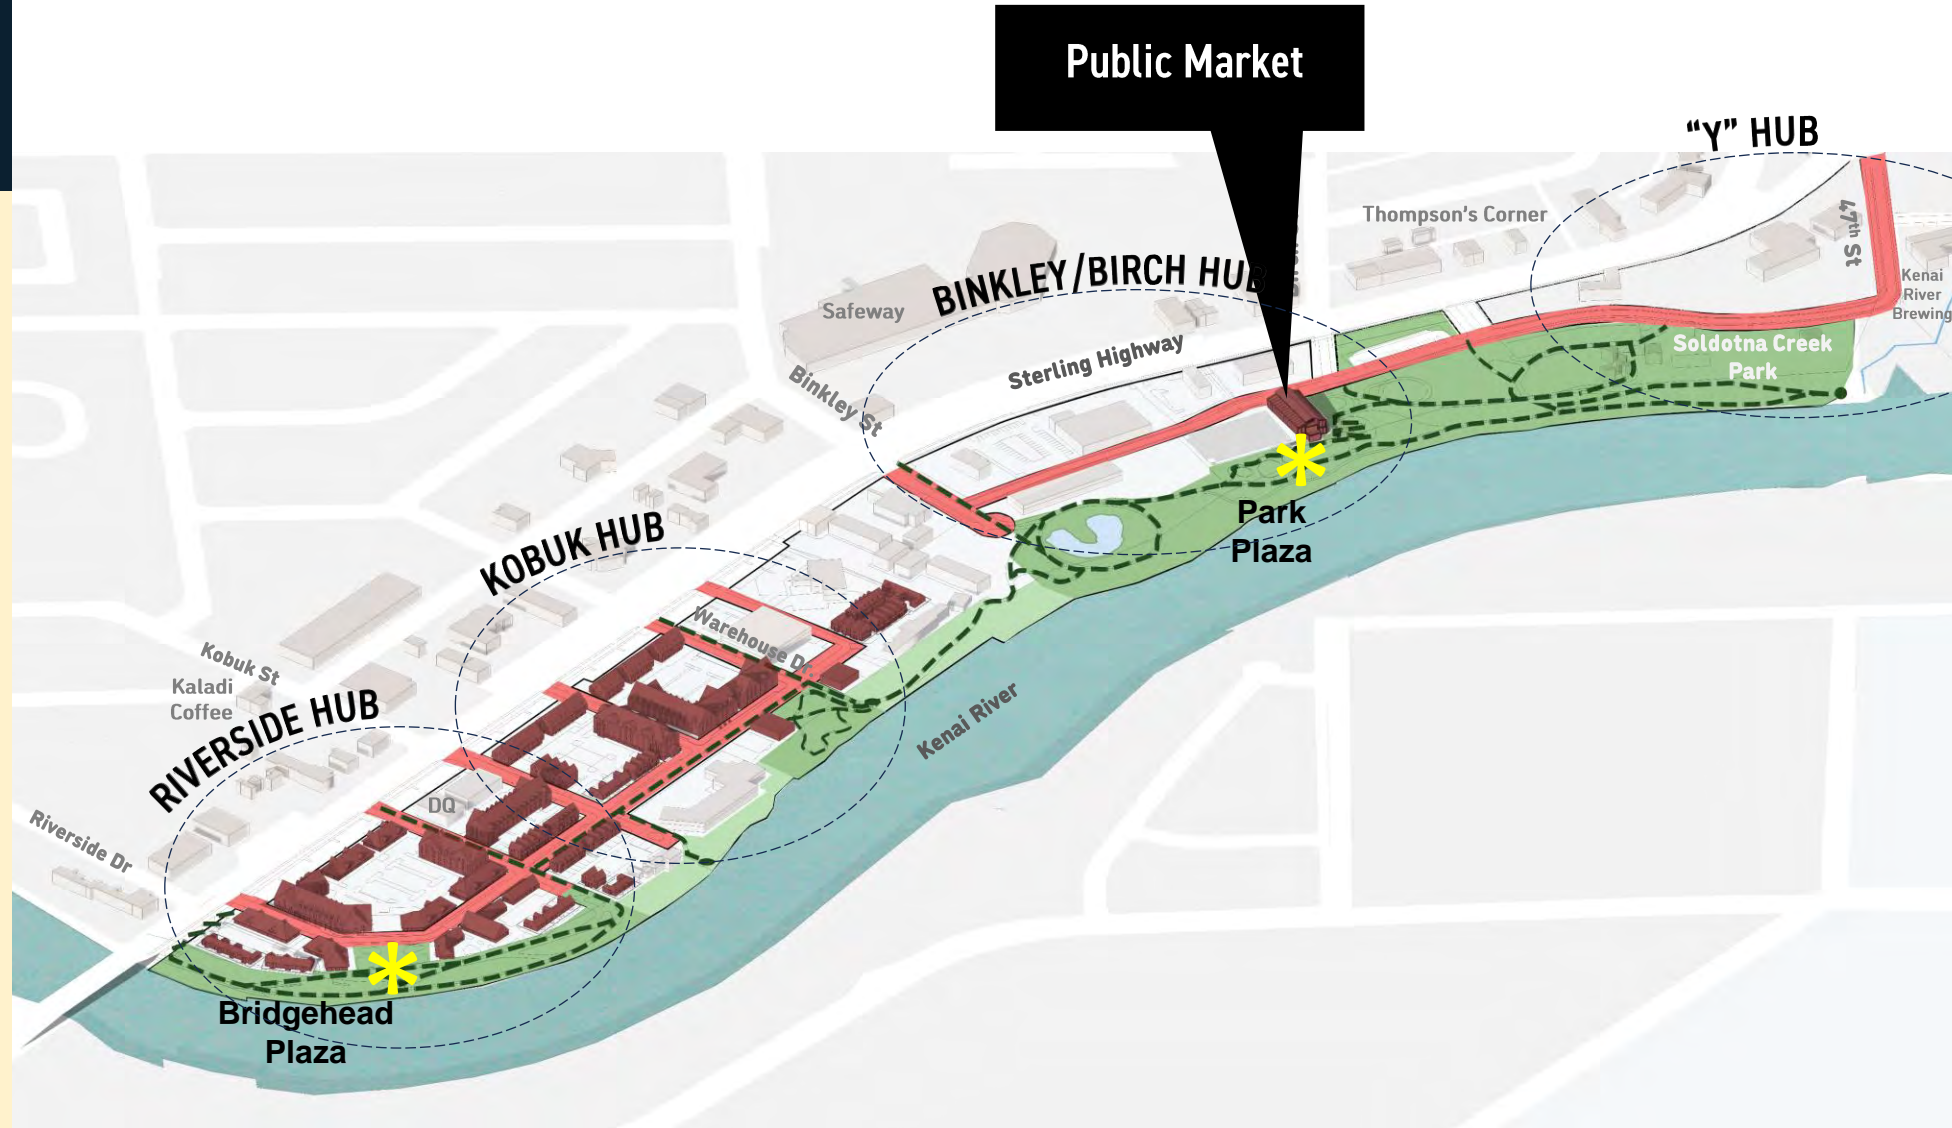 Public Market
“Y” HUB
Thompson’s Corner
47th St
BINKLEY/BIRCH HUB
Kenai
River
Brewing
Safeway
Sterling Highway
Soldotna Creek
Park
Binkley St
Park
Plaza
KOBUK HUB
Warehouse Dr.
Kobuk St
Kaladi
Coffee
RIVERSIDE HUB
Kenai River
DQ
Riverside Dr
Bridgehead
Plaza